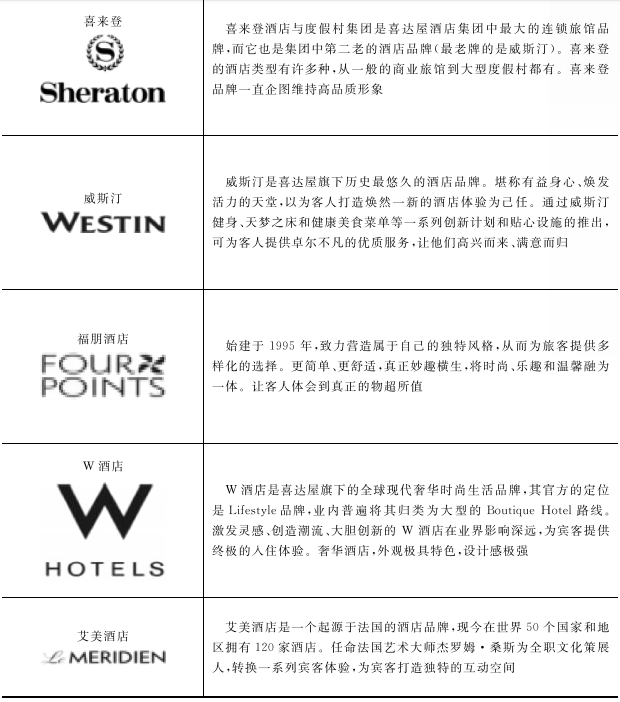 喜来登
S
Sheraton
喜来登酒店与度假村集团是喜达屋酒店集团中最大的连锁旅馆品
牌,而它也是集团中第二老的酒店品牌(最老牌的是威斯汀)。喜来登
的酒店类型有许多种,从一般的商业旅馆到大型度假村都有。喜来登
品牌一直企图维持高品质形象
威斯汀
WESTIN
威斯汀是喜达屋旗下历史最悠久的酒店品牌。堪称有益身心、焕发
活力的天堂,以为客人打造焕然一新的酒店体验为己任。通过威斯汀
健身、天梦之床和健康美食菜单等一系列创新计划和贴心设施的推出,
可为客人提供卓尔不凡的优质服务,让他们高兴而来、满意而归
福朋酒店
FOUR
POINTS
始建于 1995 年,致力营造属于自己的独特风格,从而为旅客提供多
样化的选择。更简单、更舒适,真正妙趣横生,将时尚、乐趣和温馨融为
一体。让客人体会到真正的物超所值
W 酒店
W
HOTELS
W 酒店是喜达屋旗下的全球现代奢华时尚生活品牌,其官方的定位
是 Lifestyle 品牌,业内普遍将其归类为大型的 Boutique Hotel 路线。
激发灵感、创造潮流、大胆创新的 W 酒店在业界影响深远,为宾客提供
终极的入住体验。奢华酒店,外观极具特色,设计感极强
艾美酒店
Le MERIDIEN
艾美酒店是一个起源于法国的酒店品牌,现今在世界 50 个国家和地
区拥有 120 家酒店。任命法国艺术大师杰罗姆·桑斯为全职文化策展
人,转换一系列宾客体验,为宾客打造独特的互动空间